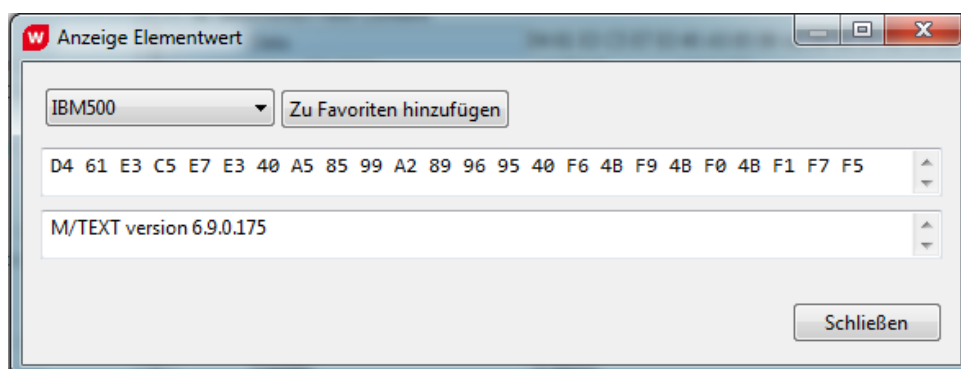 W Anzeige Elementwert
IBM500 Zu Favoriten hinzufügen
D4 61 E3 C5 E7 E3 40 A5 85 99 A2 89 96 95 40 F6 4B F9 4B F0 4B F1 F7 F5
M/TEXT version 6.9.0.175
Schließen